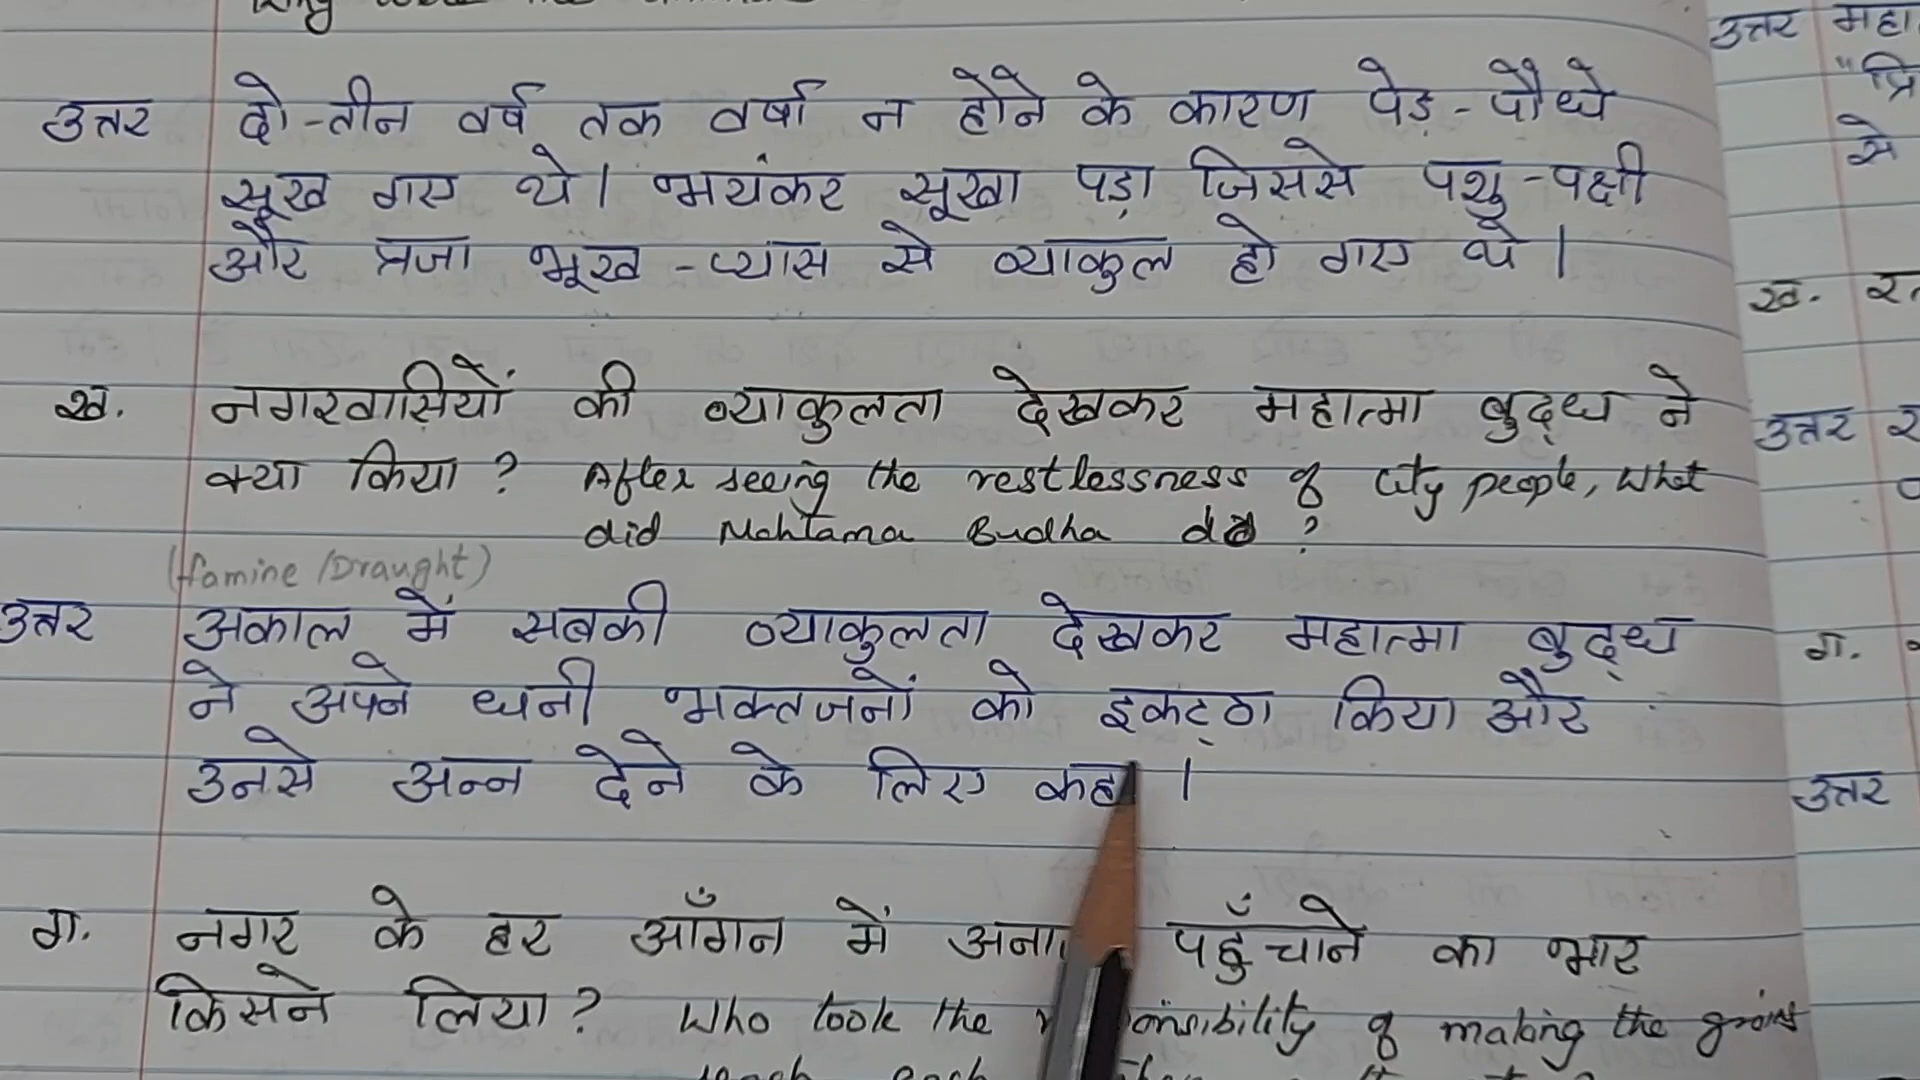 उत्तर दो-तीन वर्ष तक वर्षा न होने के कारण पेड़-पौधे
सूख गए थे। भयंकर सूखा पड़ा जिससे पशु-पक्षी
और प्रजा भूख-प्यास से व्याकुल हो गए थे।
ख. नगरवासियों की व्याकुलता देखकर महात्मा बुद्ध ने
क्या किया? After seeing the restlessness of city people, what
did Mahtama Budha do?
(famine/Draught)
उत्तर अकाल में सबकी व्याकुलता देखकर महात्मा बुद्ध
ने अपने धनी भक्तजनों को इकट्ठा किया और
उनसे अन्न देने के लिए कहा।
ग. नगर के हर आँगन में पहुँचाने का भार
किसने लिया? Who took the of making the grains
each
उत्तर महा
"प्रि
से
ख.
उत्तर
ग.
उत्तर